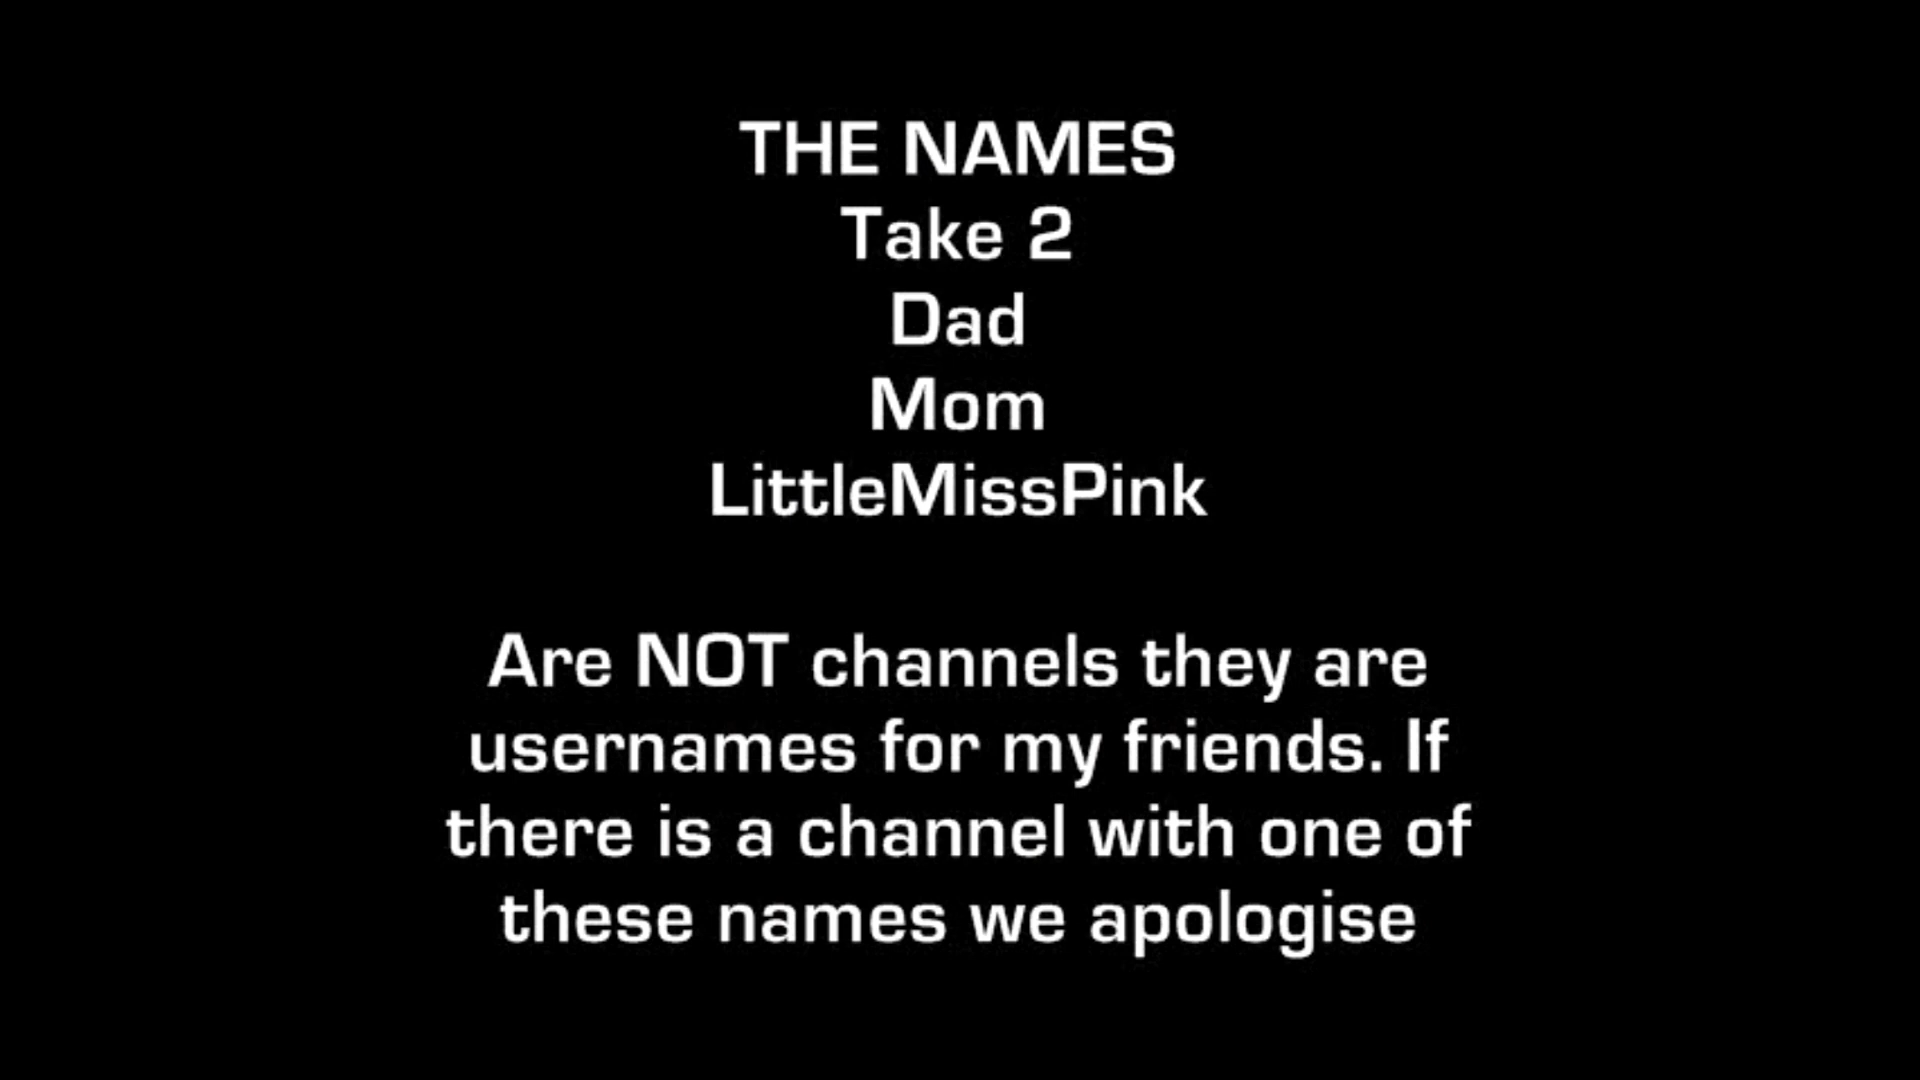 THE NAMES
Take 2
Dad
Mom
LittleMissPink
Are NOT channels they are
usernames for my friends. If
there is a channel with one of
these names we apologise